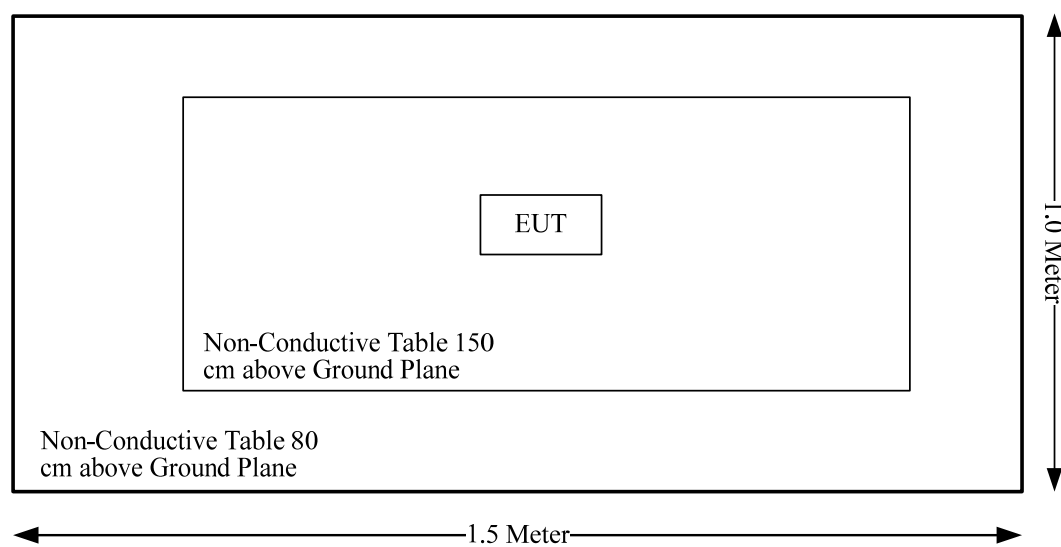 EUT
Non-Conductive Table 150
cm above Ground Plane
Non-Conductive Table 80
cm above Ground Plane
1.0 Meter
1.5 Meter